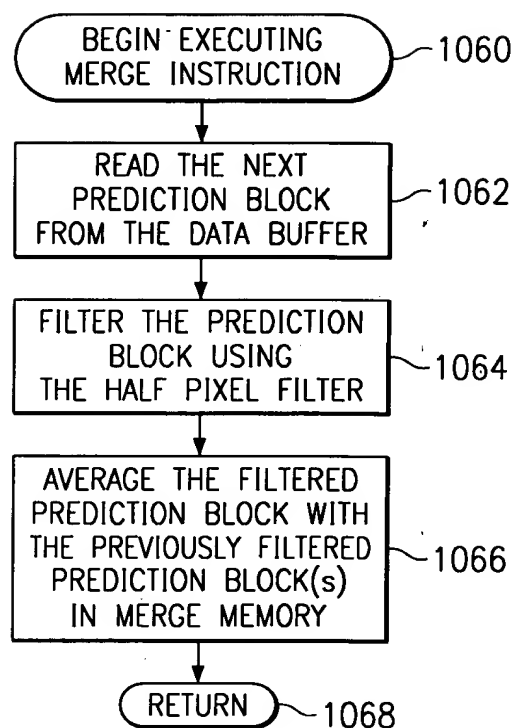 BEGIN EXECUTING
MERGE INSTRUCTION
1060
READ THE NEXT
PREDICTION BLOCK
FROM THE DATA BUFFER
1062
FILTER THE PREDICTION
BLOCK USING
THE HALF PIXEL FILTER
1064
AVERAGE THE FILTERED
PREDICTION BLOCK WITH
THE PREVIOUSLY FILTERED
PREDICTION BLOCK(s)
IN MERGE MEMORY
1066
RETURN
1068